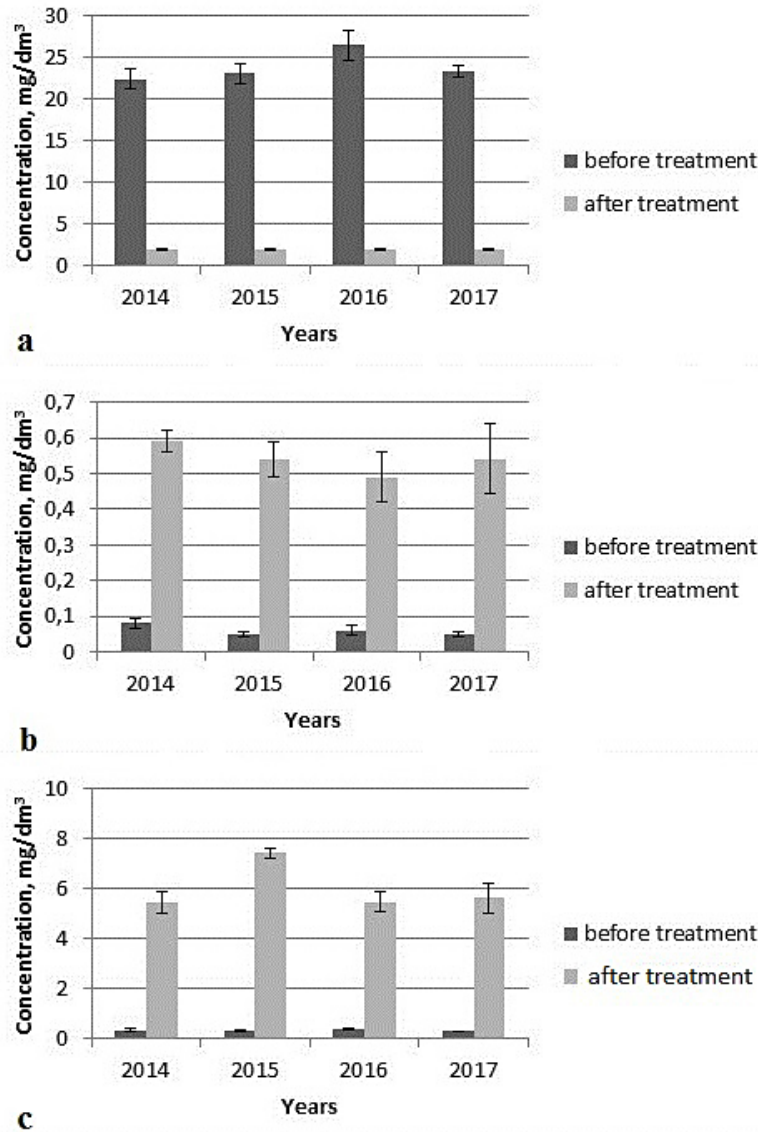 Concentration, mg/dm³
30
25
20
15
10
5
0
2014 2015 2016 2017
Years
before treatment
after treatment
a
Concentration, mg/dm³
0,7
0,6
0,5
0,4
0,3
0,2
0,1
0
2014 2015 2016 2017
Years
before treatment
after treatment
b
Concentration, mg/dm³
10
8
6
4
2
0
2014 2015 2016 2017
Years
before treatment
after treatment
c